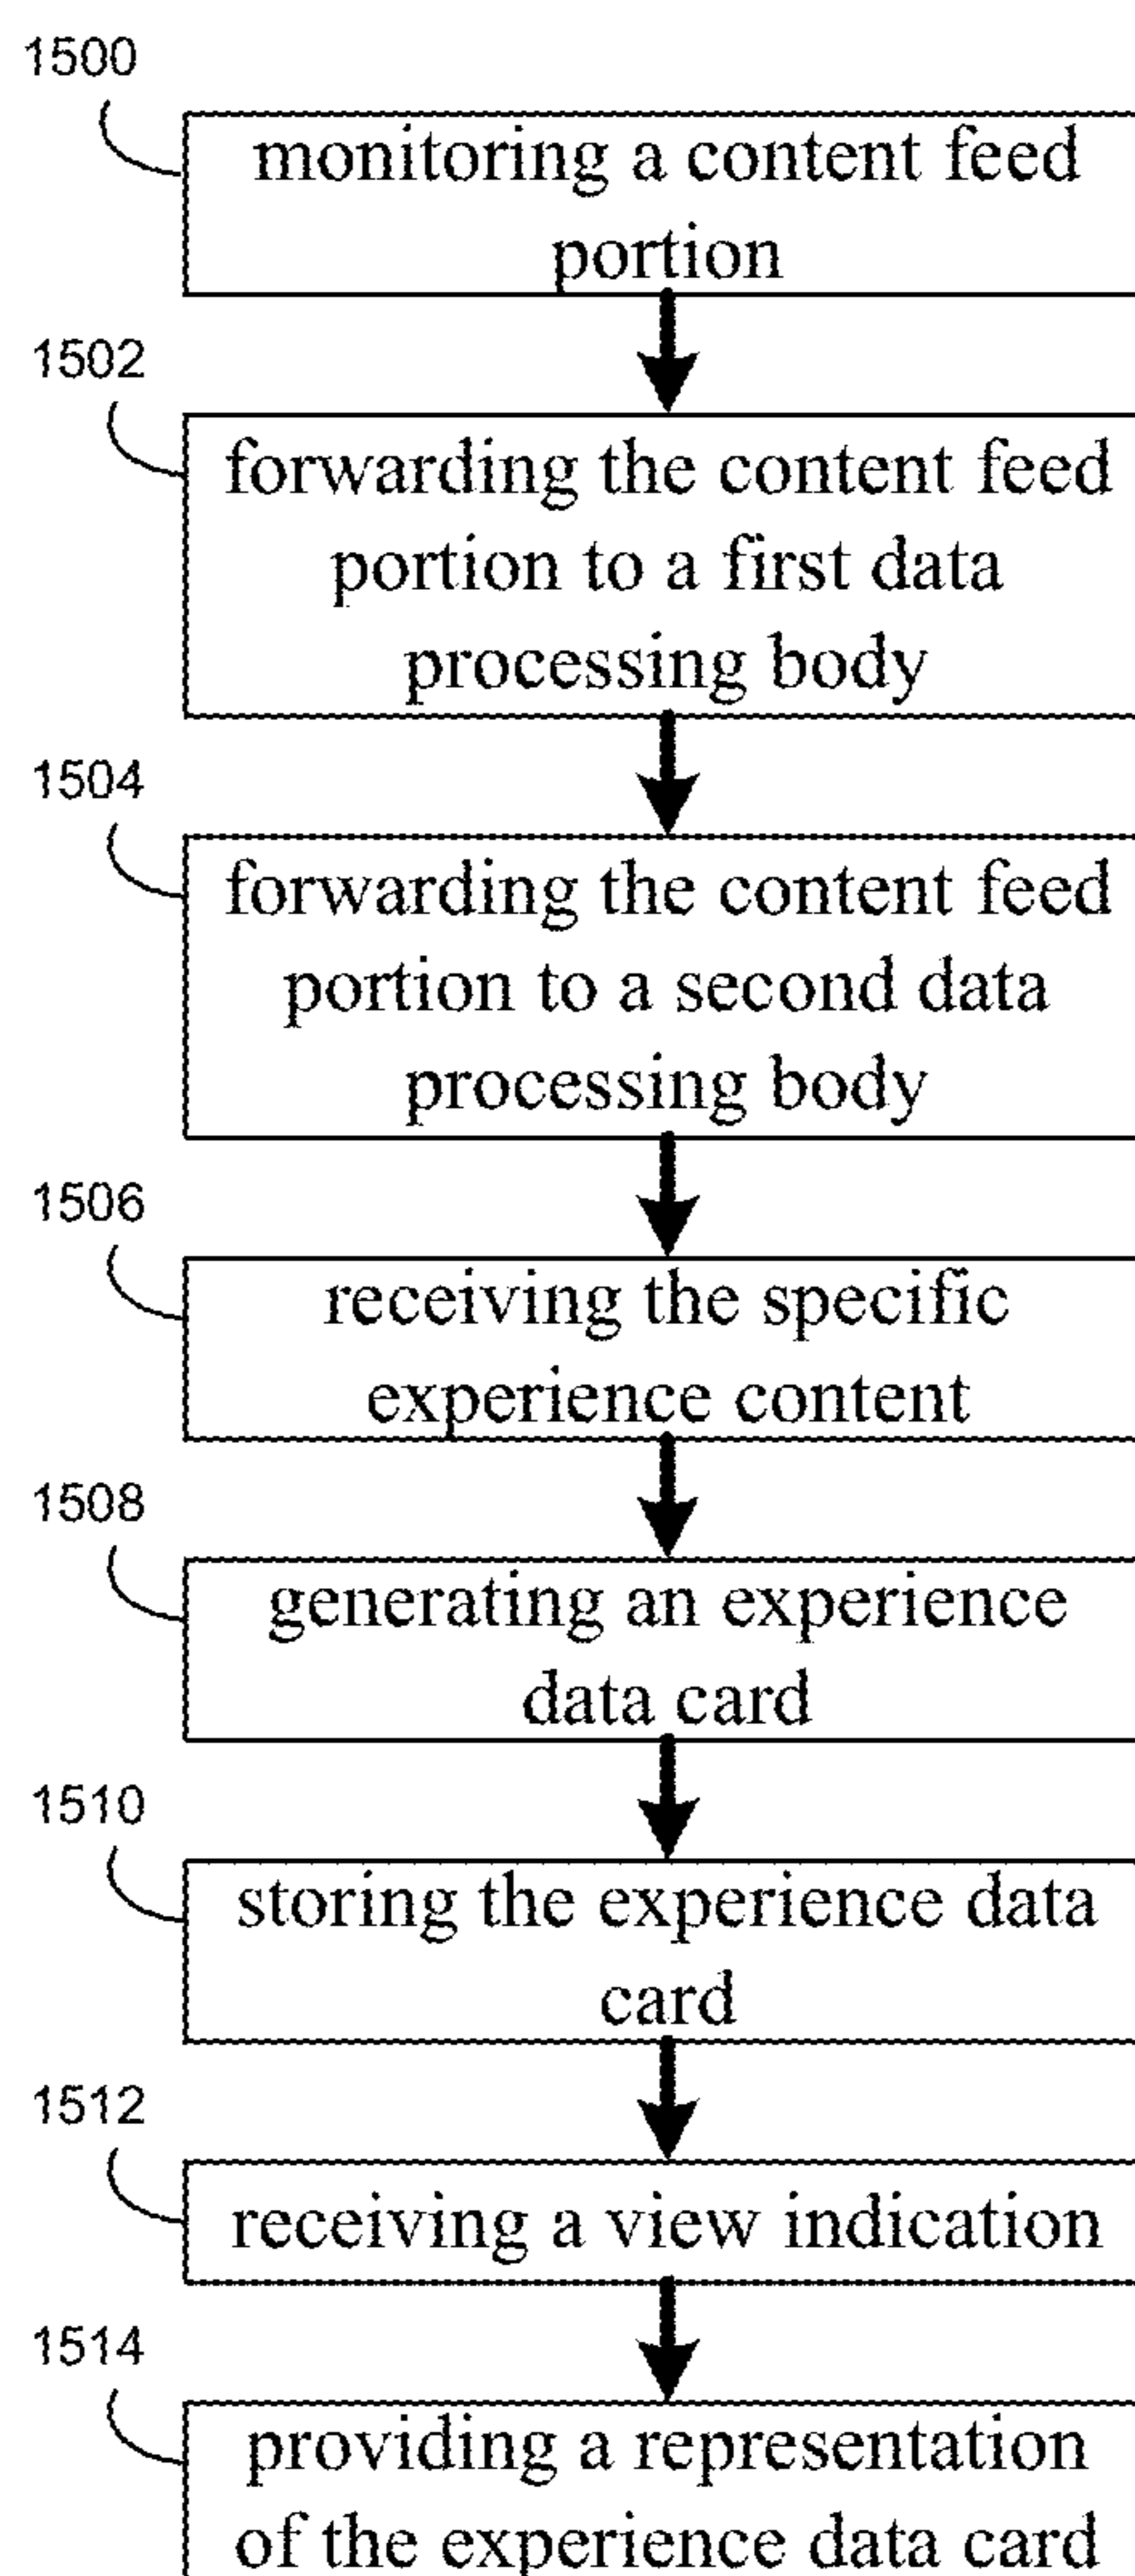 1500
monitoring a content feed
portion
1502
forwarding the content feed
portion to a first data
processing body
1504
forwarding the content feed
portion to a second data
processing body
1506
receiving the specific
experience content
1508
generating an experience
data card
1510
storing the experience data
card
1512
receiving a view indication
1514
providing a representation
of the experience data card